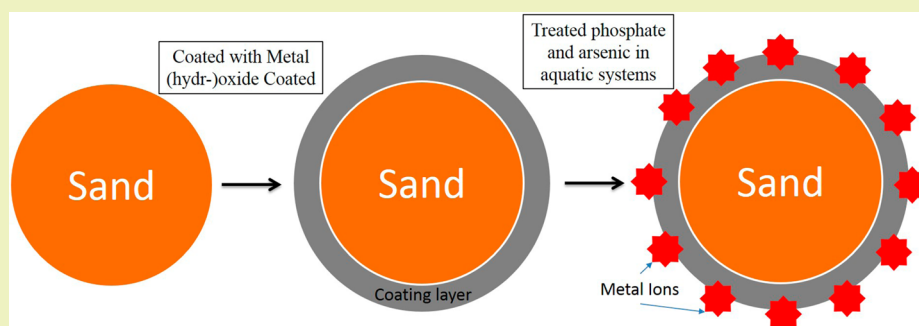 Coated with Metal
(hydr-)oxide Coated
Treated phosphate
and arsenic in
aquatic systems
Sand
Sand
Sand
Coating layer
Metal Ions